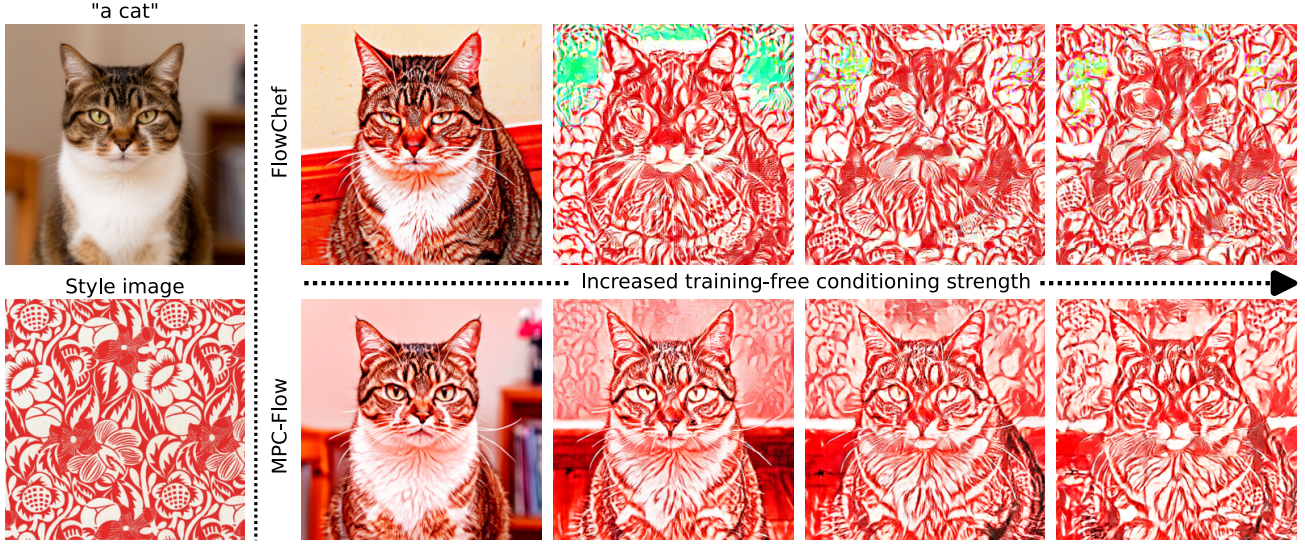 "a cat"
FlowChef
Increased training-free conditioning strength
Style image
MPC-Flow